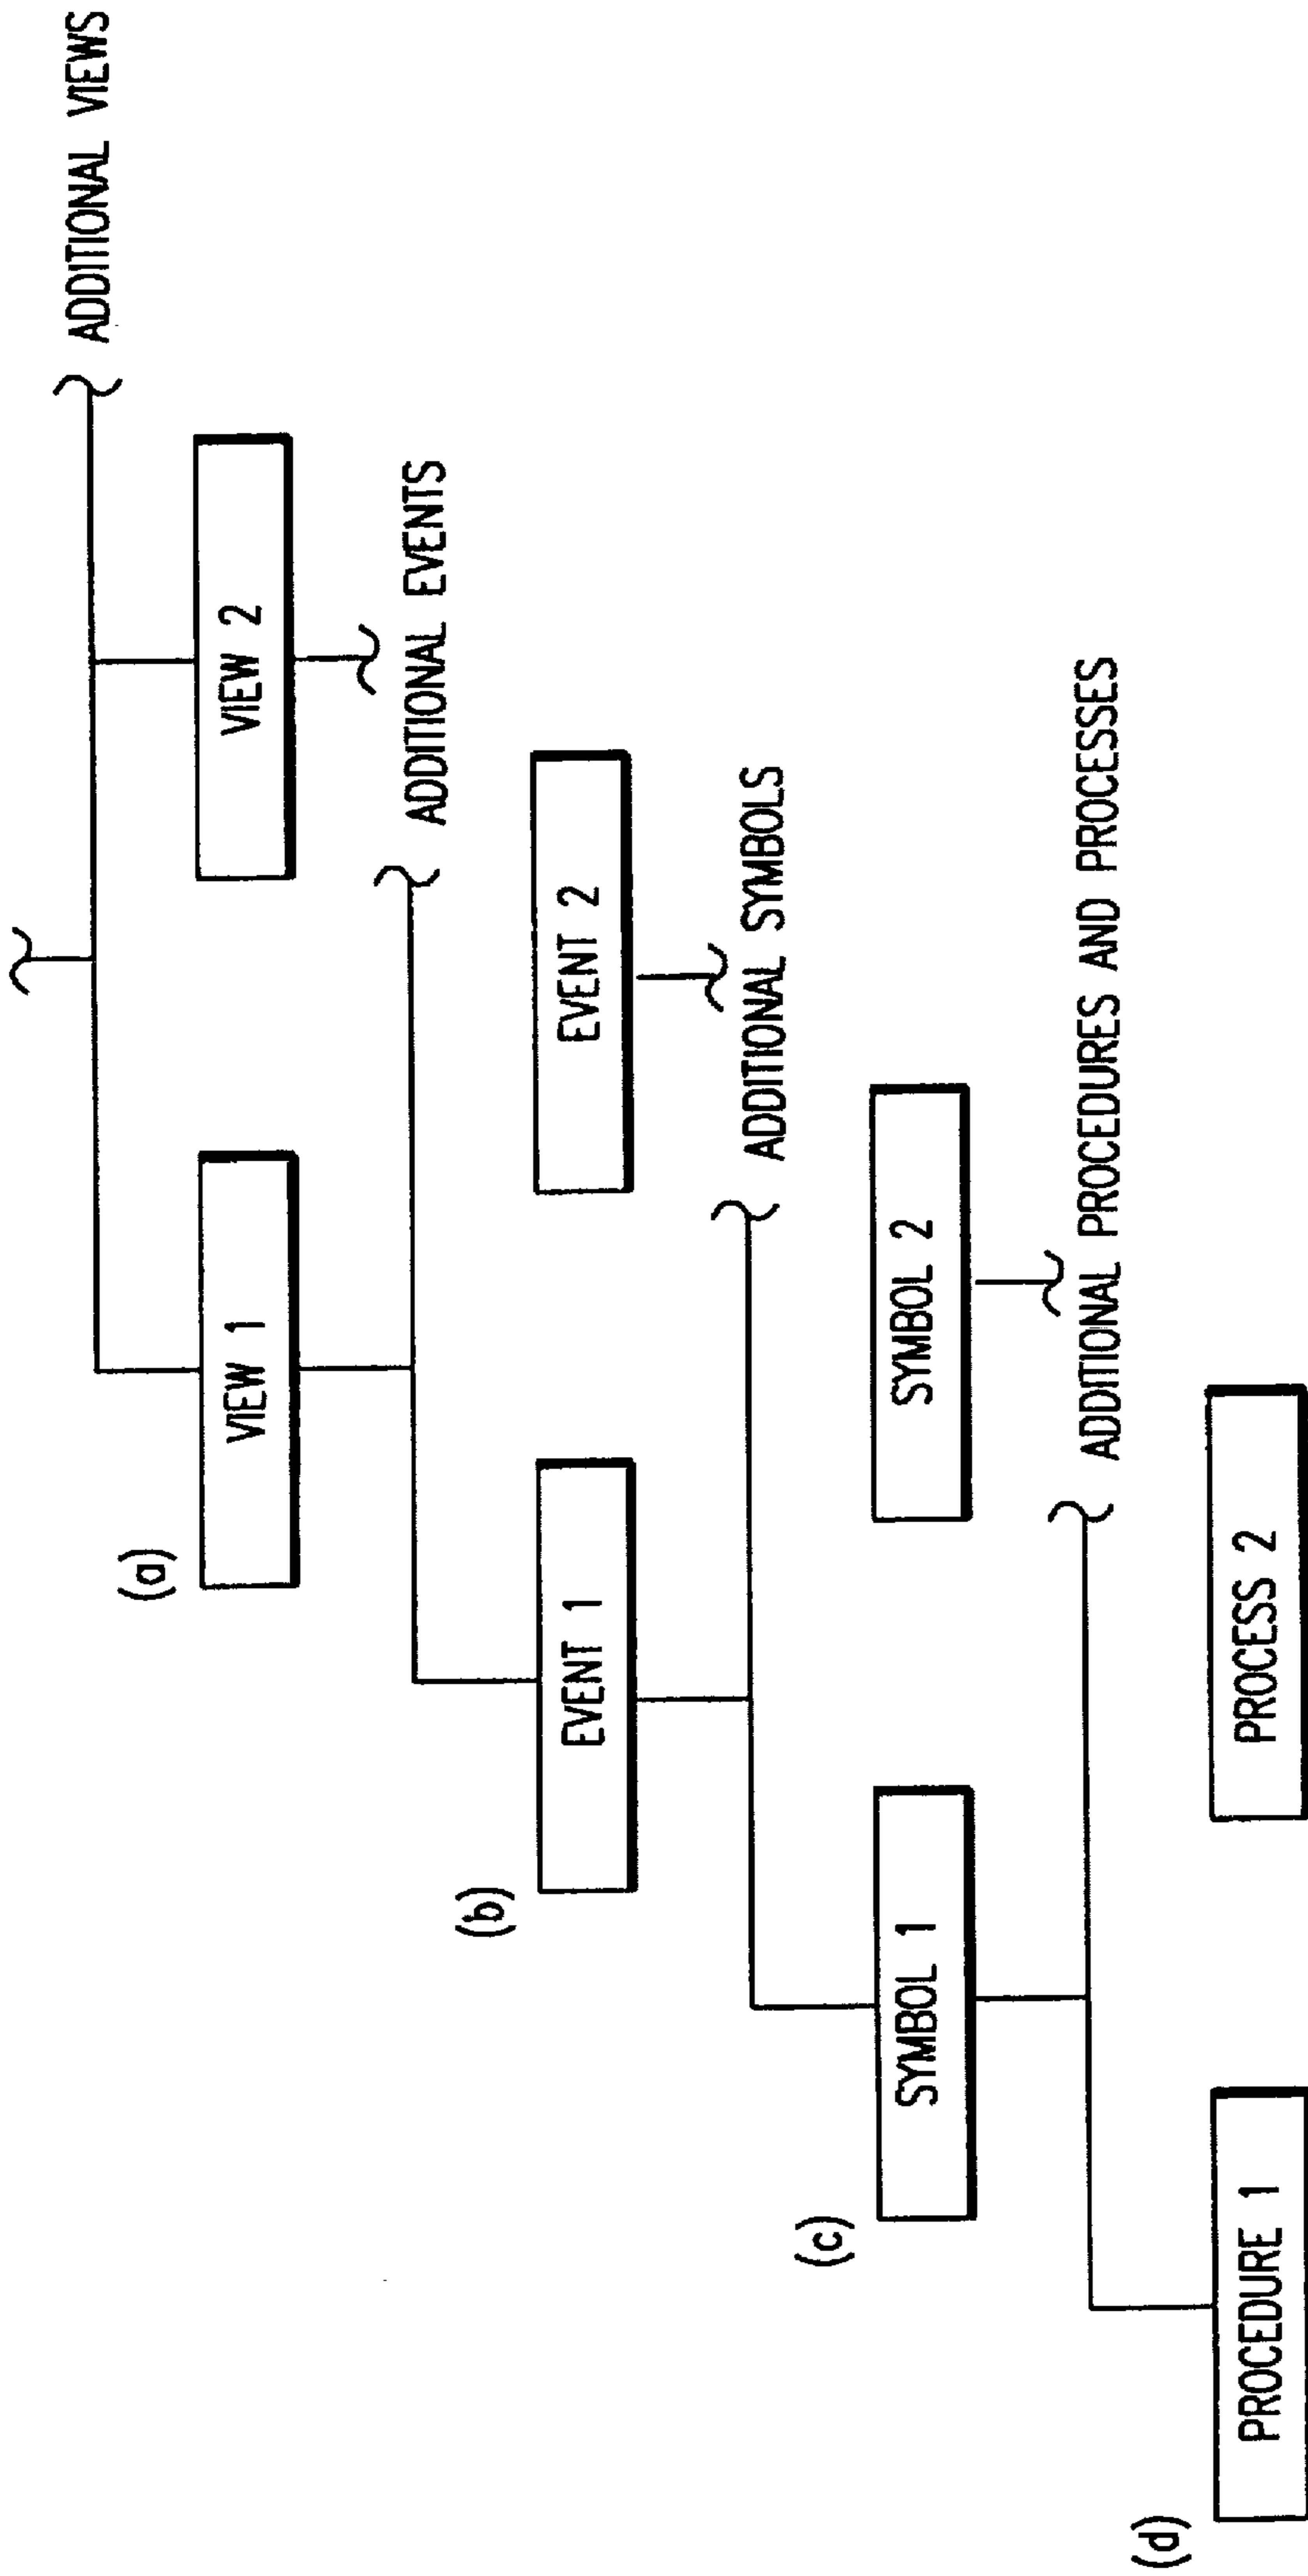 ADDITIONAL VIEWS
(a)
VIEW 1
VIEW 2
ADDITIONAL EVENTS
(b)
EVENT 1
EVENT 2
ADDITIONAL SYMBOLS
(c)
SYMBOL 1
SYMBOL 2
ADDITIONAL PROCEDURES AND PROCESSES
(d)
PROCEDURE 1
PROCESS 2